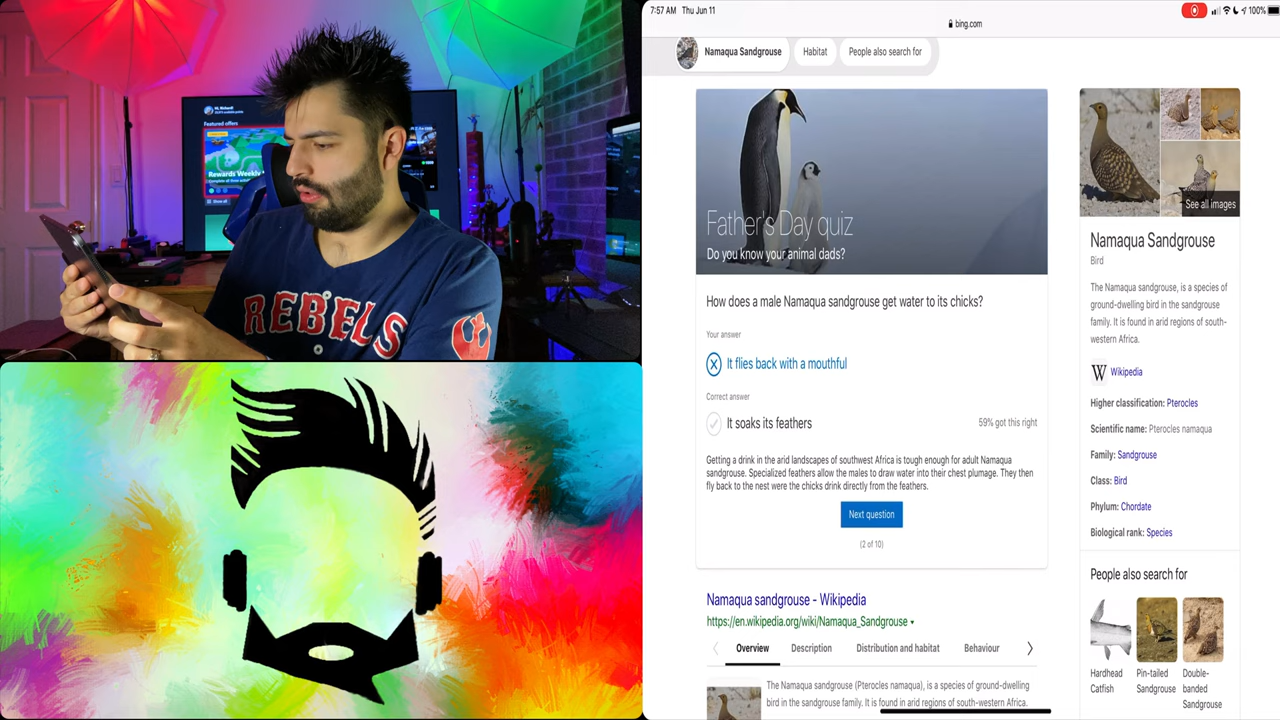 Hi, Richard!
Featured offers
Rewards Weekly
Show all
REBELS
7:57 AM Thu Jun 11
bing.com
100%
Namaqua Sandgrouse
Habitat
People also search for
Father's Day quiz
Do you know your animal dads?
How does a male Namaqua sandgrouse get water to its chicks?
Your answer
It flies back with a mouthful
Correct answer
It soaks its feathers
59% got this right
Getting a drink in the arid landscapes of southwest Africa is tough enough for adult Namaqua
sandgrouse. Specialized feathers allow the males to draw water into their chest plumage. They then
fly back to the nest were the chicks drink directly from the feathers.
Next question
(2 of 10)
Namaqua sandgrouse - Wikipedia
https://en.wikipedia.org/wiki/Namaqua_Sandgrouse
Overview
Description
Distribution and habitat
Behaviour
The Namaqua sandgrouse (Pterocles namaqua), is a species of ground-dwelling
bird in the sandgrouse family. It is found in arid regions of south-western Africa.
See all images
Namaqua Sandgrouse
Bird
The Namaqua sandgrouse, is a species of
ground-dwelling bird in the sandgrouse
family. It is found in arid regions of south-
western Africa.
W Wikipedia
Higher classification: Pterocles
Scientific name: Pterocles namaqua
Family: Sandgrouse
Class: Bird
Phylum: Chordate
Biological rank: Species
People also search for
Hardhead
Catfish
Pin-tailed
Sandgrouse
Double-
banded
Sandgrouse